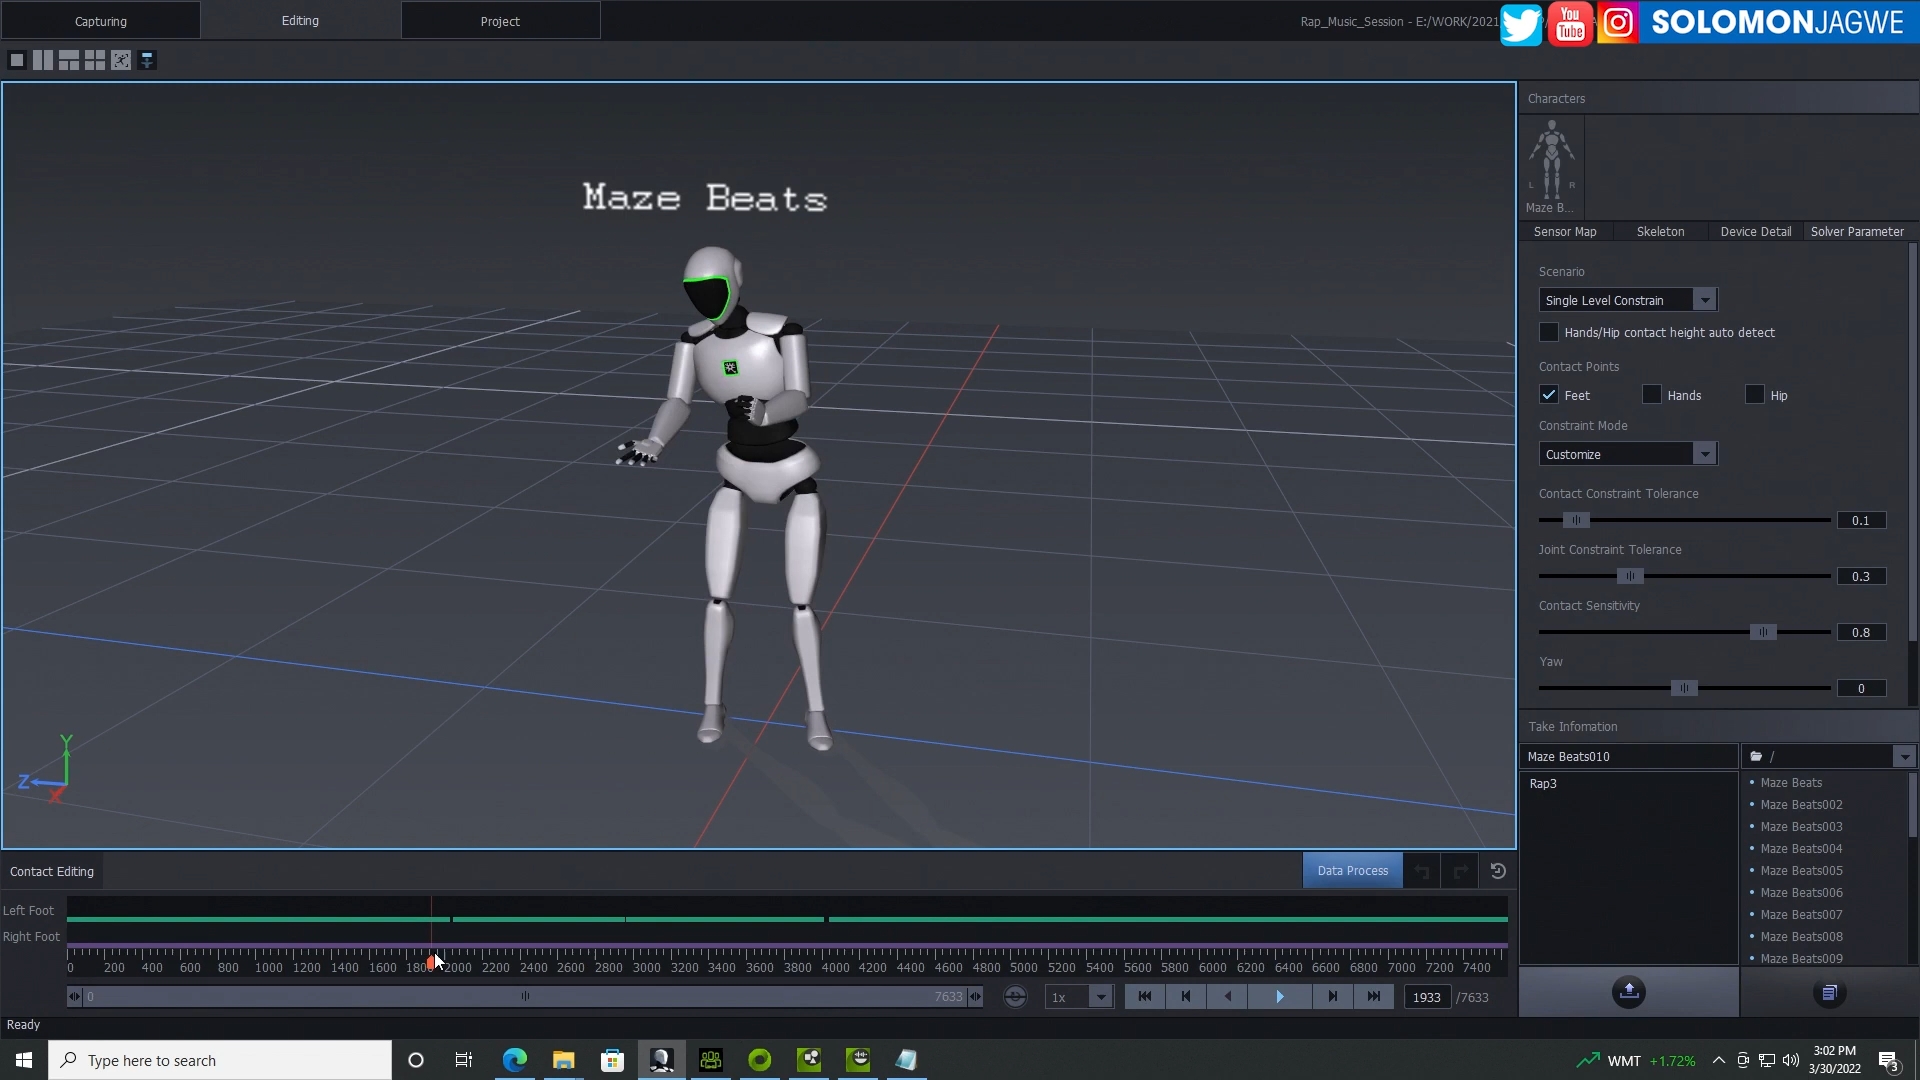 Capturing
Editing
Project
Rap_Music_Session - E:/WORK/2021
You
Tube
SOLOMONJAGWE
Characters
Maze Beats
L R
Maze B...
Sensor Map
Skeleton
Device Detail
Solver Parameter
Scenario
Single Level Constrain
Hands/Hip contact height auto detect
Contact Points
Feet
Hands
Hip
Constraint Mode
Customize
Contact Constraint Tolerance
0.1
Joint Constraint Tolerance
0.3
Contact Sensitivity
0.8
Yaw
0
Y
Z
X
Take Infomation
Maze Beats010
/
Rap3
Maze Beats
Maze Beats002
Maze Beats003
Maze Beats004
Maze Beats005
Maze Beats006
Maze Beats007
Maze Beats008
Maze Beats009
Contact Editing
Data Process
Left Foot
Right Foot
0 200 400 600 800 1000 1200 1400 1600 1800 2000 2200 2400 2600 2800 3000 3200 3400 3600 3800 4000 4200 4400 4600 4800 5000 5200 5400 5600 5800 6000 6200 6400 6600 6800 7000 7200 7400
0
7633
1x
1933
/7633
Ready
Type here to search
WMT +1.72%
3:02 PM
3/30/2022
3